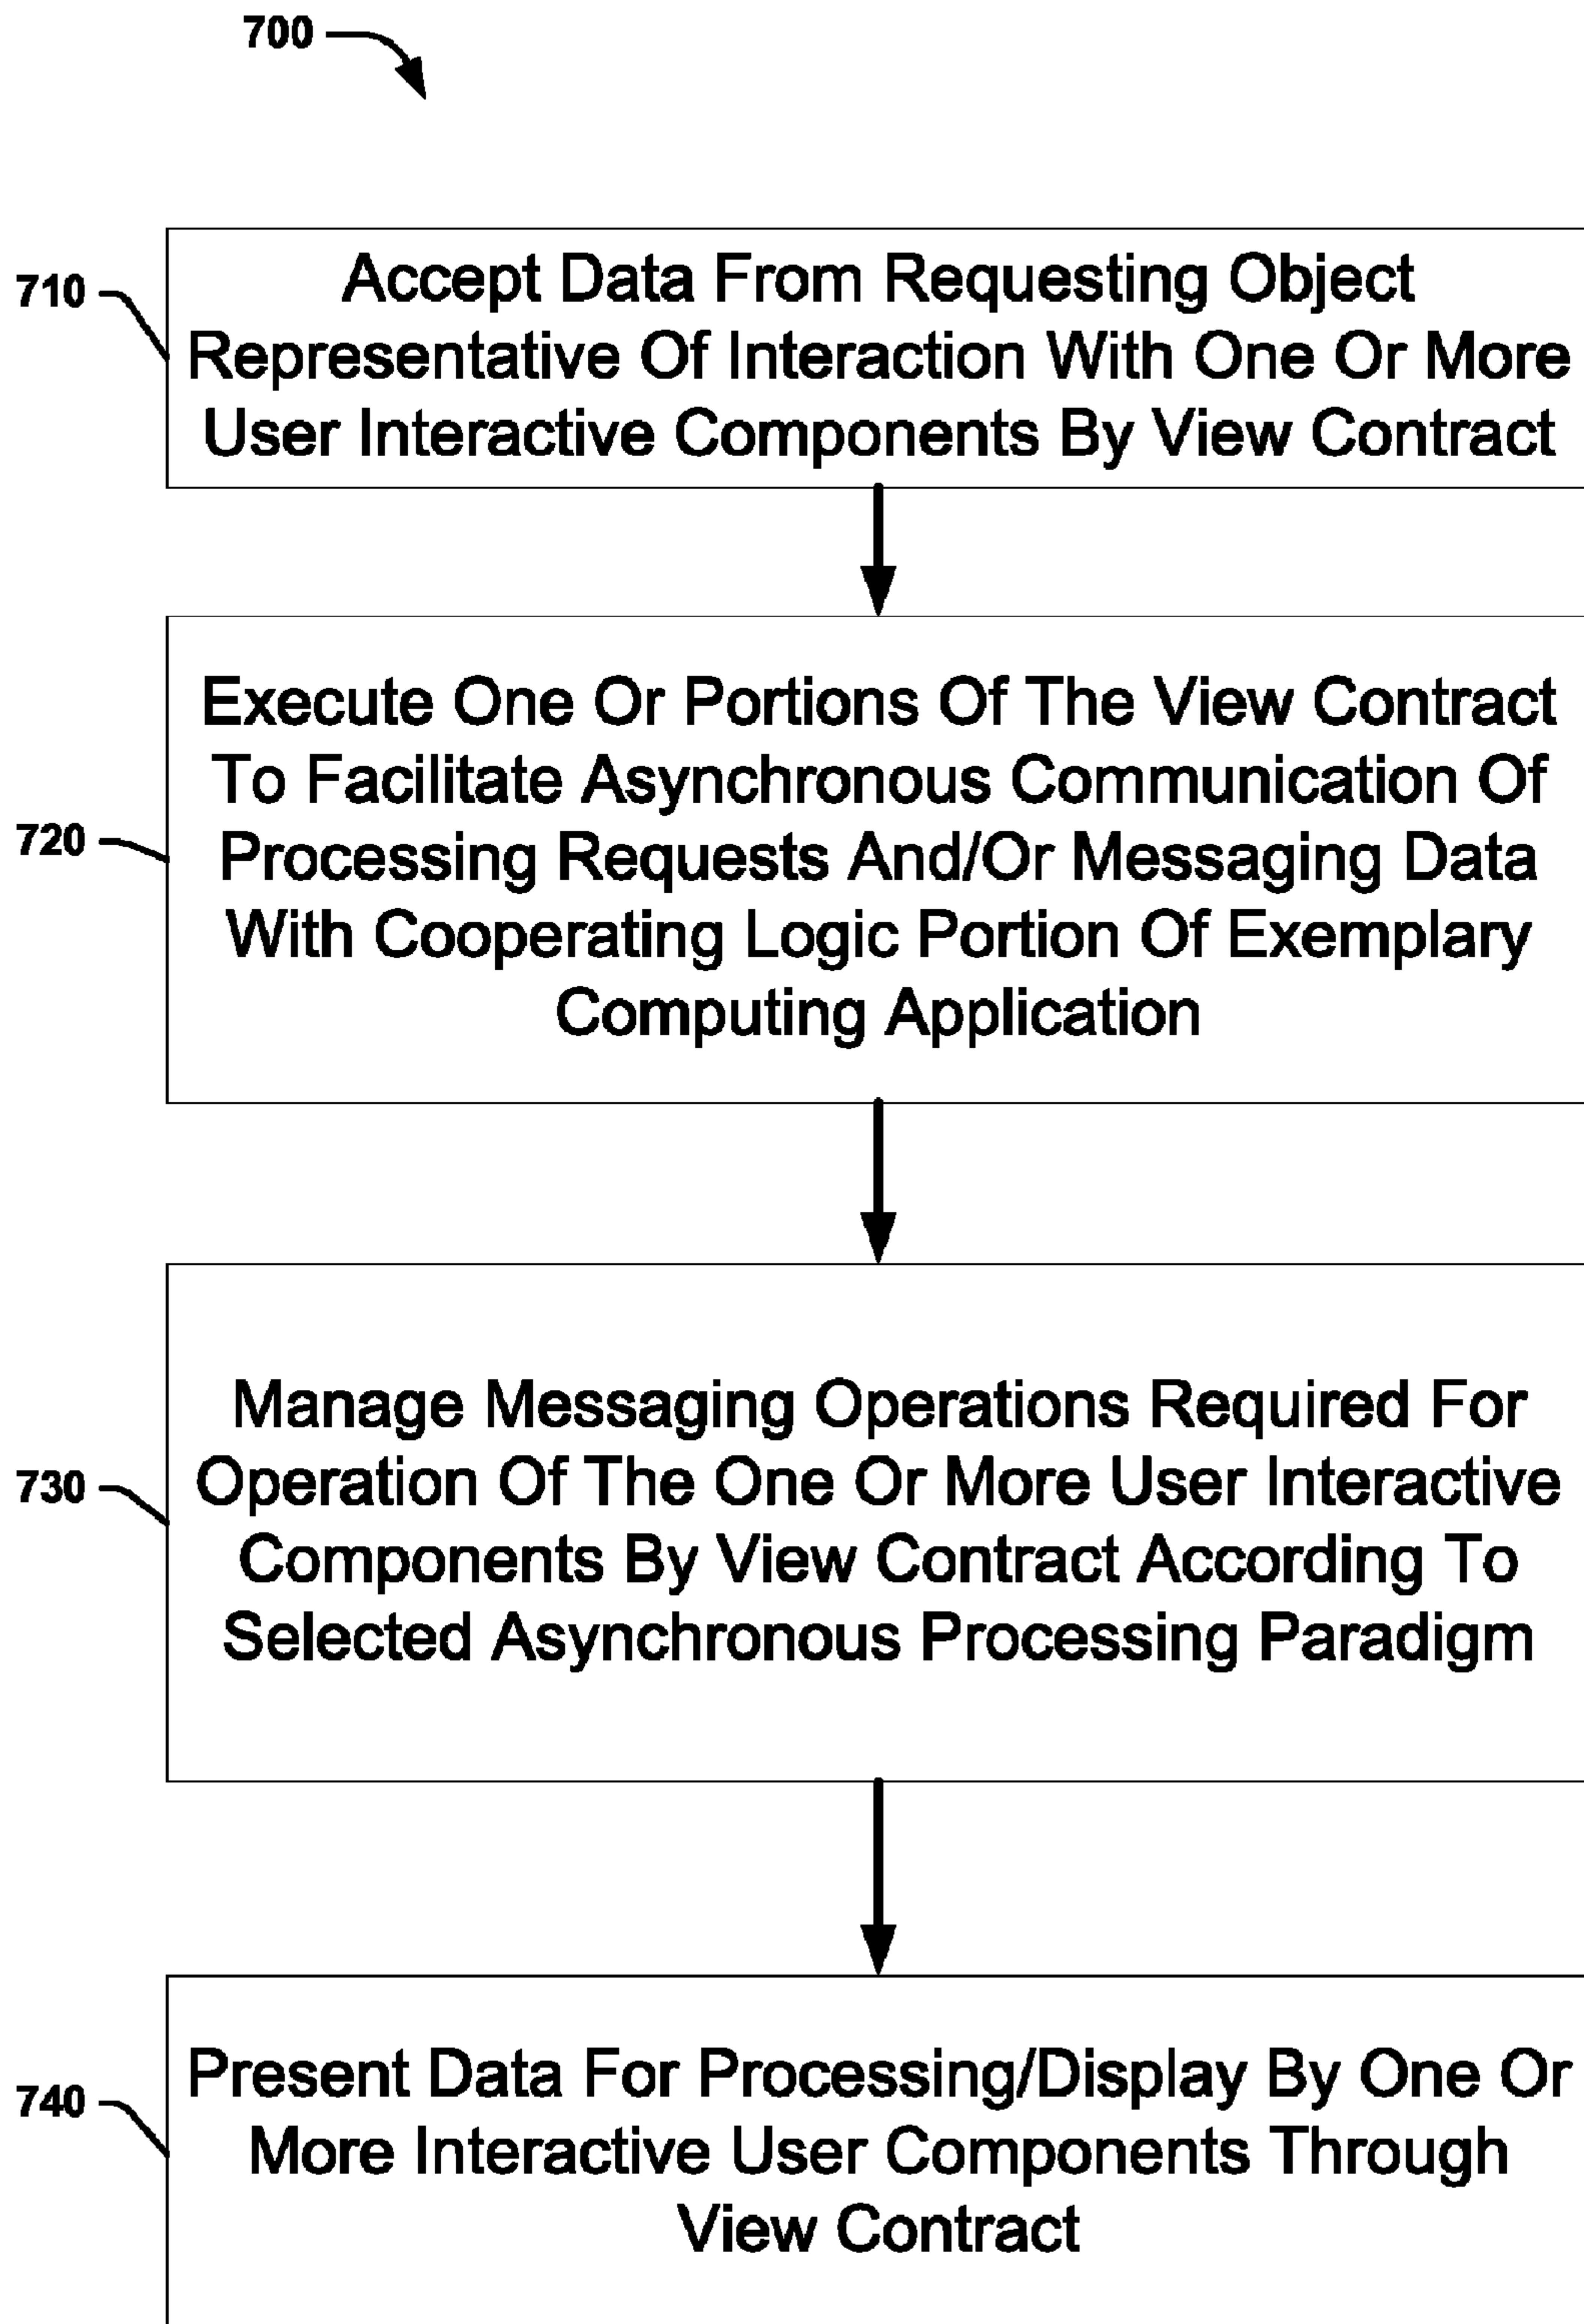 700
710
Accept Data From Requesting Object
Representative Of Interaction With One Or More
User Interactive Components By View Contract
720
Execute One Or Portions Of The View Contract
To Facilitate Asynchronous Communication Of
Processing Requests And/Or Messaging Data
With Cooperating Logic Portion Of Exemplary
Computing Application
730
Manage Messaging Operations Required For
Operation Of The One Or More User Interactive
Components By View Contract According To
Selected Asynchronous Processing Paradigm
740
Present Data For Processing/Display By One Or
More Interactive User Components Through
View Contract